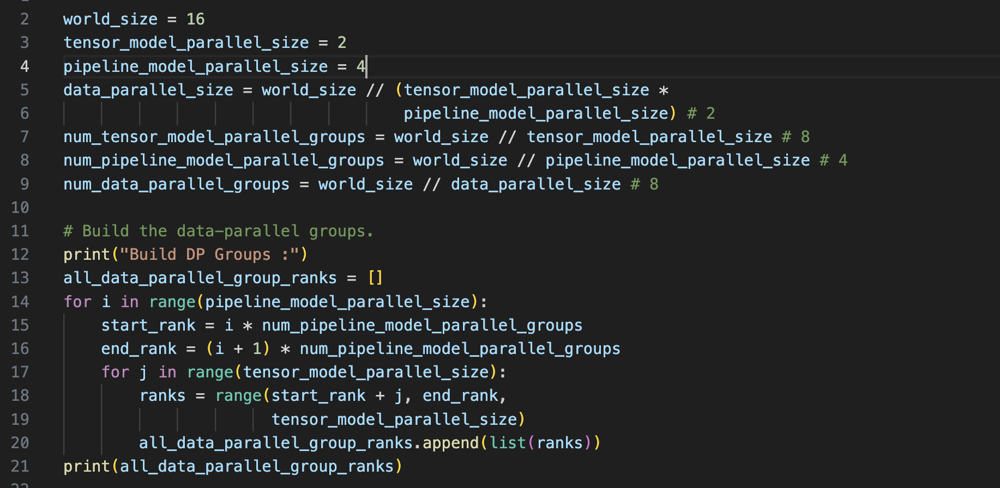 2 world_size = 16
3 tensor_model_parallel_size = 2
4 pipeline_model_parallel_size = 4
5 data_parallel_size = world_size // (tensor_model_parallel_size *
6 pipeline_model_parallel_size) # 2
7 num_tensor_model_parallel_groups = world_size // tensor_model_parallel_size # 8
8 num_pipeline_model_parallel_groups = world_size // pipeline_model_parallel_size # 4
9 num_data_parallel_groups = world_size // data_parallel_size # 8
10
11 # Build the data-parallel groups.
12 print("Build DP Groups :")
13 all_data_parallel_group_ranks = []
14 for i in range(pipeline_model_parallel_size):
15 start_rank = i * num_pipeline_model_parallel_groups
16 end_rank = (i + 1) * num_pipeline_model_parallel_groups
17 for j in range(tensor_model_parallel_size):
18 ranks = range(start_rank + j, end_rank,
19 tensor_model_parallel_size)
20 all_data_parallel_group_ranks.append(list(ranks))
21 print(all_data_parallel_group_ranks)